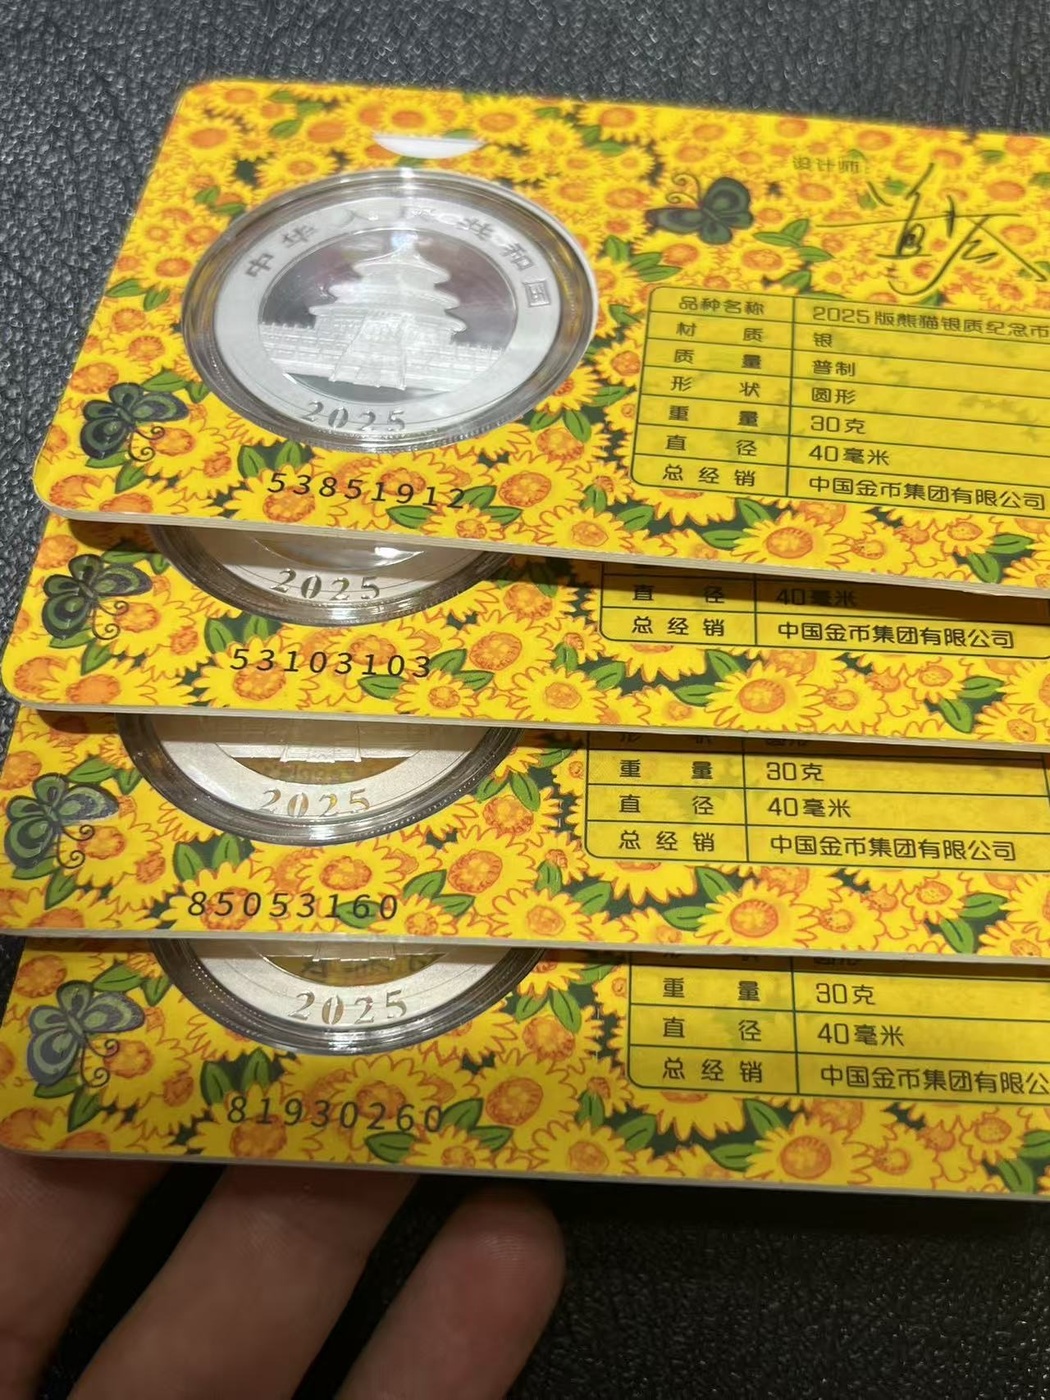 设计师：
中华人民共和国
2025
53851912
品种名称 2025版熊猫银质纪念币
材质 银
质量 普制
形状 圆形
重量 30克
直径 40毫米
总经销 中国金币集团有限公司
2025
53103103
直径 40毫米
总经销 中国金币集团有限公司
2025
85053160
形状 圆形
重量 30克
直径 40毫米
总经销 中国金币集团有限公司
2025
81930260
重量 30克
直径 40毫米
总经销 中国金币集团有限公